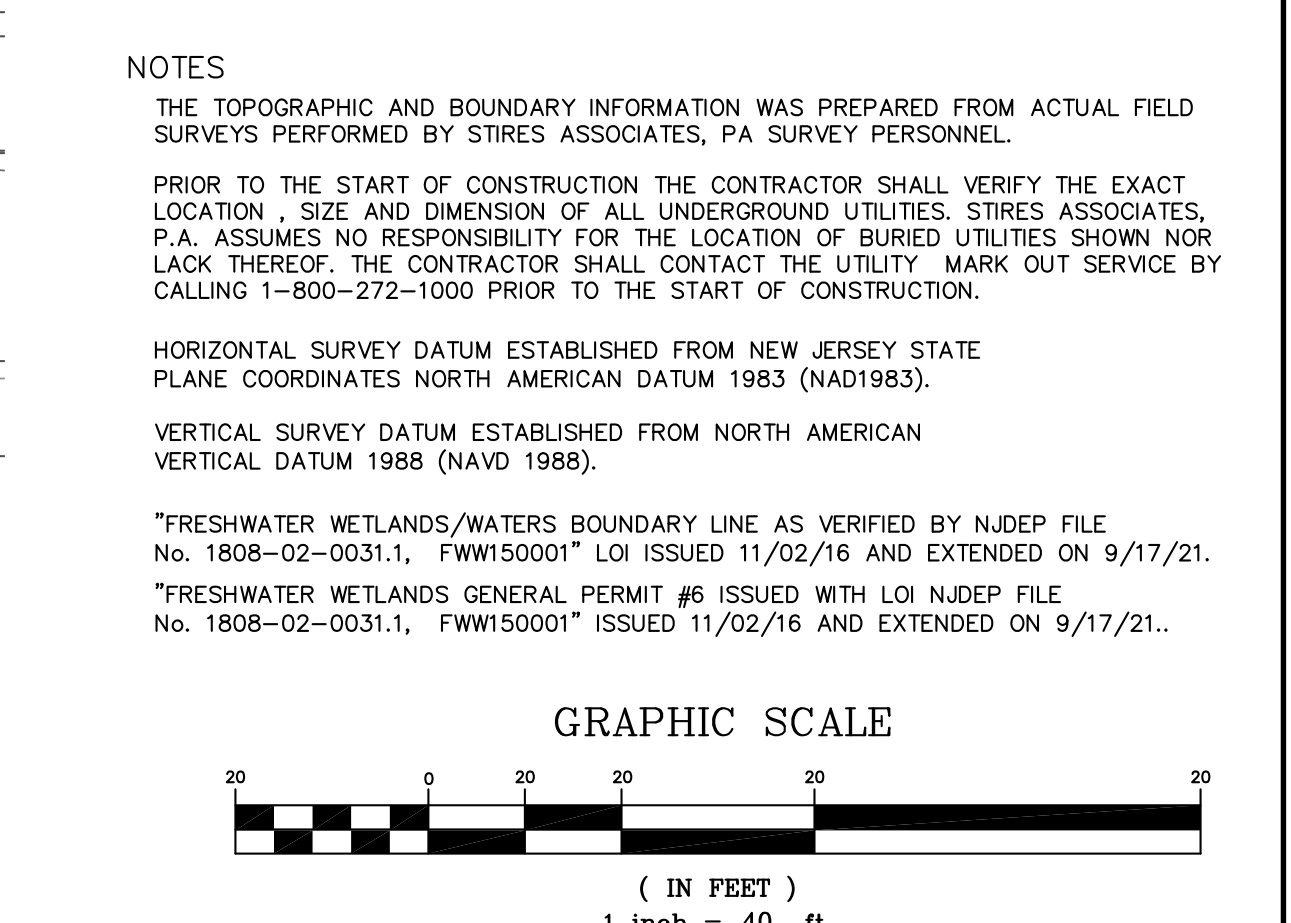 NOTES
THE TOPOGRAPHIC AND BOUNDARY INFORMATION WAS PREPARED FROM ACTUAL FIELD
SURVEYS PERFORMED BY STIRES ASSOCIATES, PA SURVEY PERSONNEL.
PRIOR TO THE START OF CONSTRUCTION THE CONTRACTOR SHALL VERIFY THE EXACT
LOCATION , SIZE AND DIMENSION OF ALL UNDERGROUND UTILITIES. STIRES ASSOCIATES,
P.A. ASSUMES NO RESPONSIBILITY FOR THE LOCATION OF BURIED UTILITIES SHOWN NOR
LACK THEREOF. THE CONTRACTOR SHALL CONTACT THE UTILITY MARK OUT SERVICE BY
CALLING 1-800-272-1000 PRIOR TO THE START OF CONSTRUCTION.
HORIZONTAL SURVEY DATUM ESTABLISHED FROM NEW JERSEY STATE
PLANE COORDINATES NORTH AMERICAN DATUM 1983 (NAD1983).
VERTICAL SURVEY DATUM ESTABLISHED FROM NORTH AMERICAN
VERTICAL DATUM 1988 (NAVD 1988).
"FRESHWATER WETLANDS/WATERS BOUNDARY LINE AS VERIFIED BY NJDEP FILE
No. 1808-02-0031.1, FWW150001" LOI ISSUED 11/02/16 AND EXTENDED ON 9/17/21.
"FRESHWATER WETLANDS GENERAL PERMIT #6 ISSUED WITH LOI NJDEP FILE
No. 1808-02-0031.1, FWW150001" ISSUED 11/02/16 AND EXTENDED ON 9/17/21..
GRAPHIC SCALE
20 0 20 20 20 20
( IN FEET )
1 inch = 40 ft